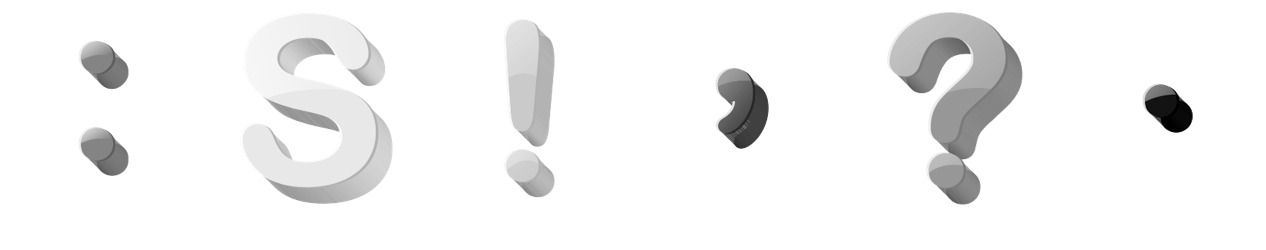 : S ! , ? .